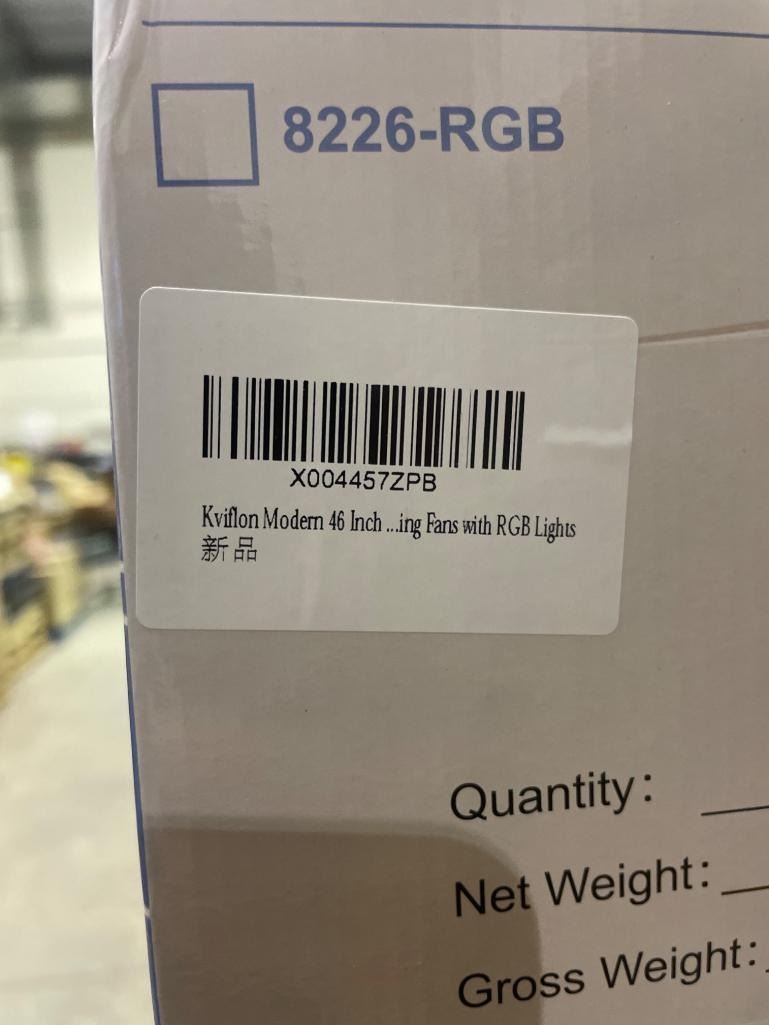 8226-RGB
X004457ZPB
Kviflon Modern 46 Inch ...ing Fans with RGB Lights
新品
Quantity:
Net Weight:
Gross Weight: